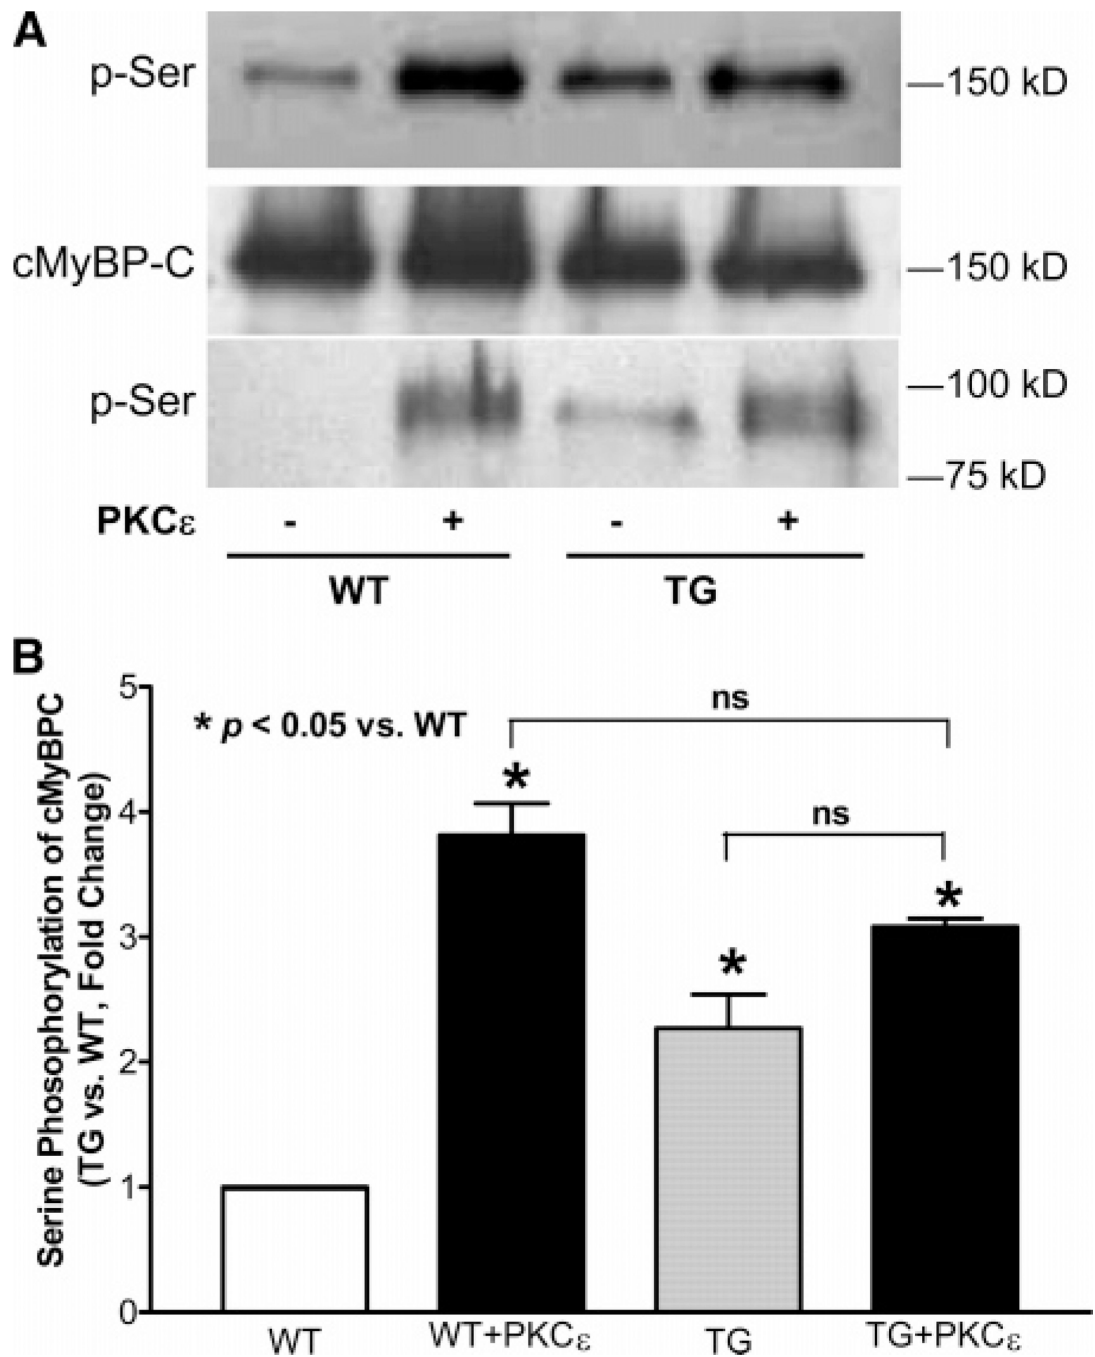 A
p-Ser
—150 kD
cMyBP-C
—150 kD
p-Ser
—100 kD
—75 kD
PKCε - + - +
WT TG
B
Serine Phosophorylation of cMyBPC
(TG vs. WT, Fold Change)
5
4
3
2
1
0
* p < 0.05 vs. WT
ns
*
ns
*
*
WT WT+PKCε TG TG+PKCε